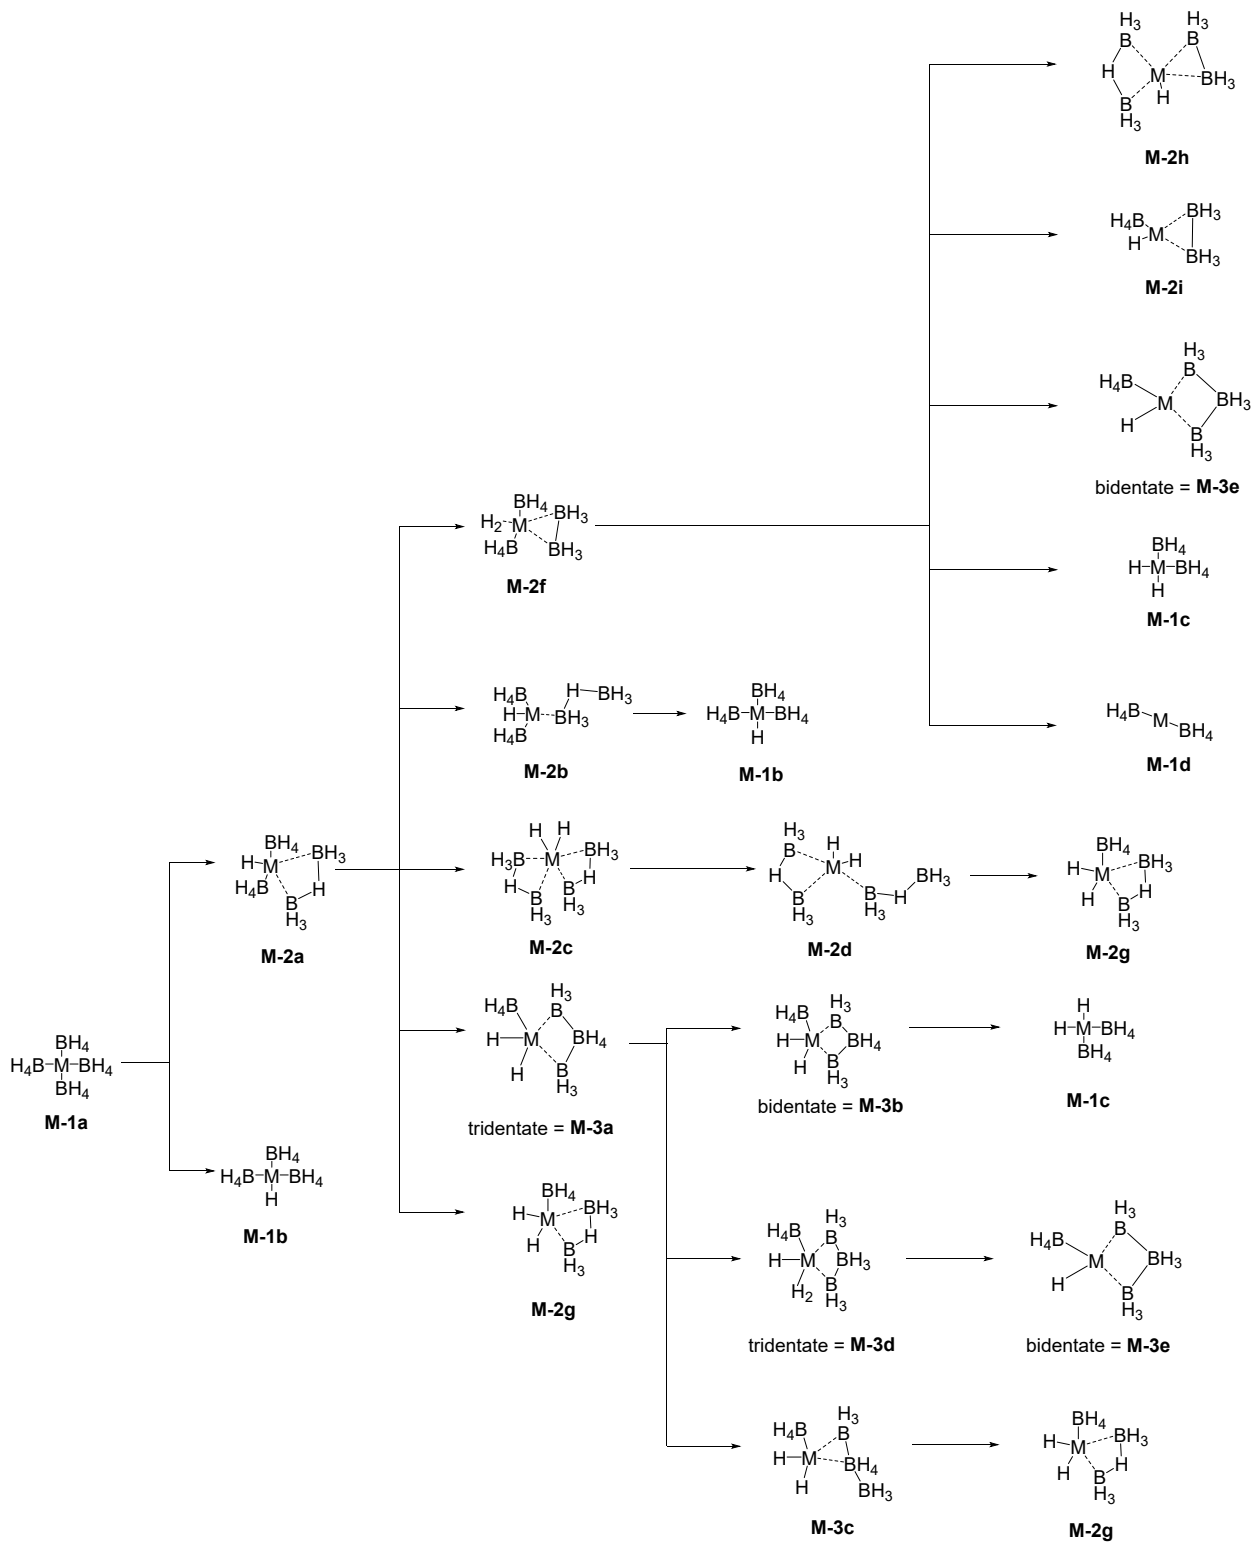 H3
B
H3
B
H
M
H
BH3
B
H3
M-2h
H4B
H
M
BH3
BH3
M-2i
H3
B
H4B
M
BH3
H
B
H3
bidentate = M-3e
BH4
H2
M
BH3
H4B
BH3
M-2f
BH4
H-M-BH4
H
M-1c
H4B
H-BH3
H
M
BH3
H4B
M-2b
BH4
H4B-M-BH4
H
M-1b
H4B
M
BH4
M-1d
BH4
H
M
BH3
H4B
B
H
H3
M-2a
H H
H3B
M
BH3
H
B
H3
B
H3
H
M-2c
H3
B
H
H
M
H
B
H3
B
H3
H
BH3
M-2d
BH4
H
M
BH3
H
B
H3
H
M-2g
BH4
H4B-M-BH4
BH4
M-1a
H3
H4B
B
H
M
BH4
H
B
H3
tridentate = M-3a
H3
H4B
B
H
M
BH4
H
B
H3
bidentate = M-3b
H
H-M-BH4
BH4
M-1c
BH4
H4B-M-BH4
H
M-1b
BH4
H
M
BH3
H
B
H3
H
M-2g
H3
H4B
B
H
M
BH3
H2
B
H3
tridentate = M-3d
H3
H4B
B
M
BH3
H
B
H3
bidentate = M-3e
H3
H4B
B
H
M
BH4
H
BH3
M-3c
BH4
H
M
BH3
H
B
H3
H
M-2g